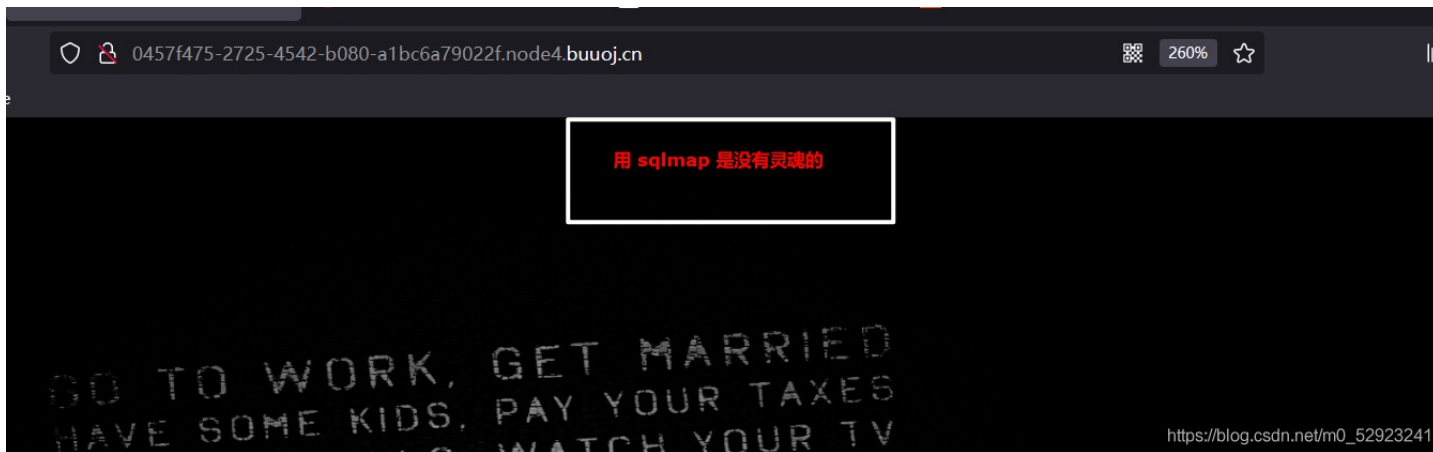 0457f475-2725-4542-b080-a1bc6a79022f.node4.buuoj.cn
260%
e
用 sqlmap 是没有灵魂的
GO TO WORK, GET MARRIED
HAVE SOME KIDS, PAY YOUR TAXES
WATCH YOUR TV
https://blog.csdn.net/m0_52923241